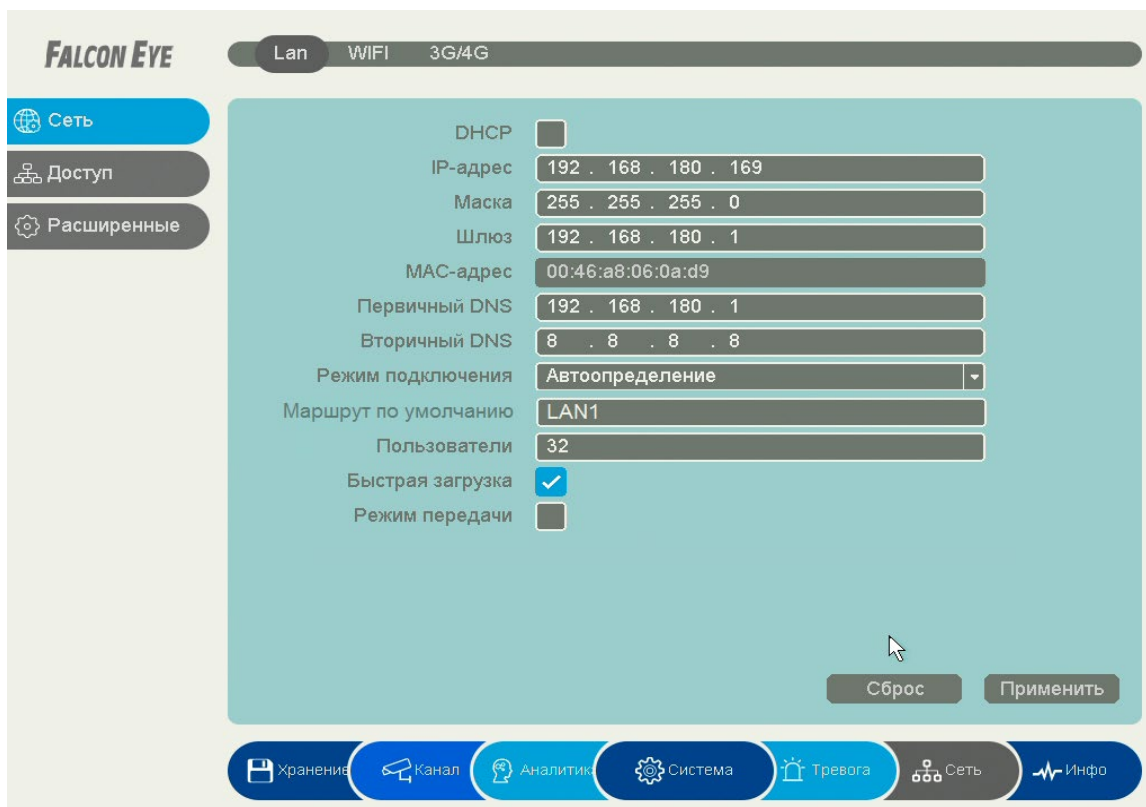 FALCON EYE
Lan WIFI 3G/4G
Сеть
Доступ
Расширенные
DHCP
IP-адрес 192 . 168 . 180 . 169
Маска 255 . 255 . 255 . 0
Шлюз 192 . 168 . 180 . 1
MAC-адрес 00:46:a8:06:0a:d9
Первичный DNS 192 . 168 . 180 . 1
Вторичный DNS 8 . 8 . 8 . 8
Режим подключения Автоопределение
Маршрут по умолчанию LAN1
Пользователи 32
Быстрая загрузка
Режим передачи
Сброс Применить
Хранение Канал Аналитик Система Тревога Сеть Инфо